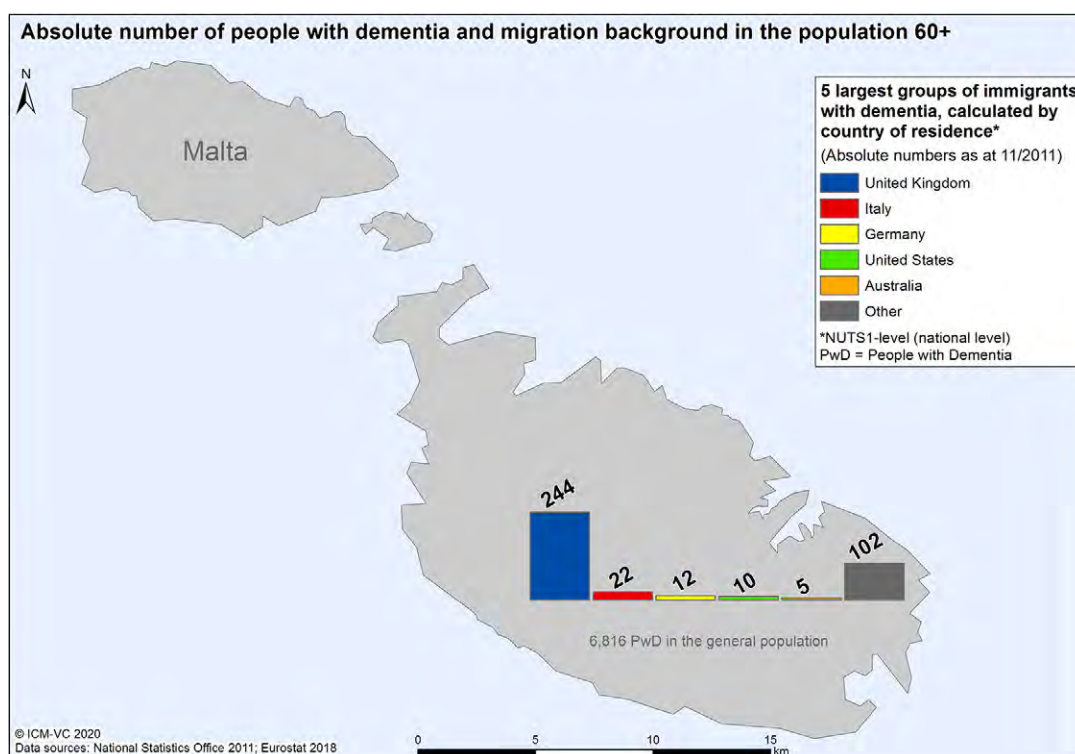 Absolute number of people with dementia and migration background in the population 60+
N
Malta
5 largest groups of immigrants
with dementia, calculated by
country of residence*
(Absolute numbers as at 11/2011)
United Kingdom
Italy
Germany
United States
Australia
Other
*NUTS1-level (national level)
PwD = People with Dementia
244
22
12
10
5
102
6,816 PwD in the general population
© ICM-VC 2020
Data sources: National Statistics Office 2011; Eurostat 2018
0 5 10 15
km